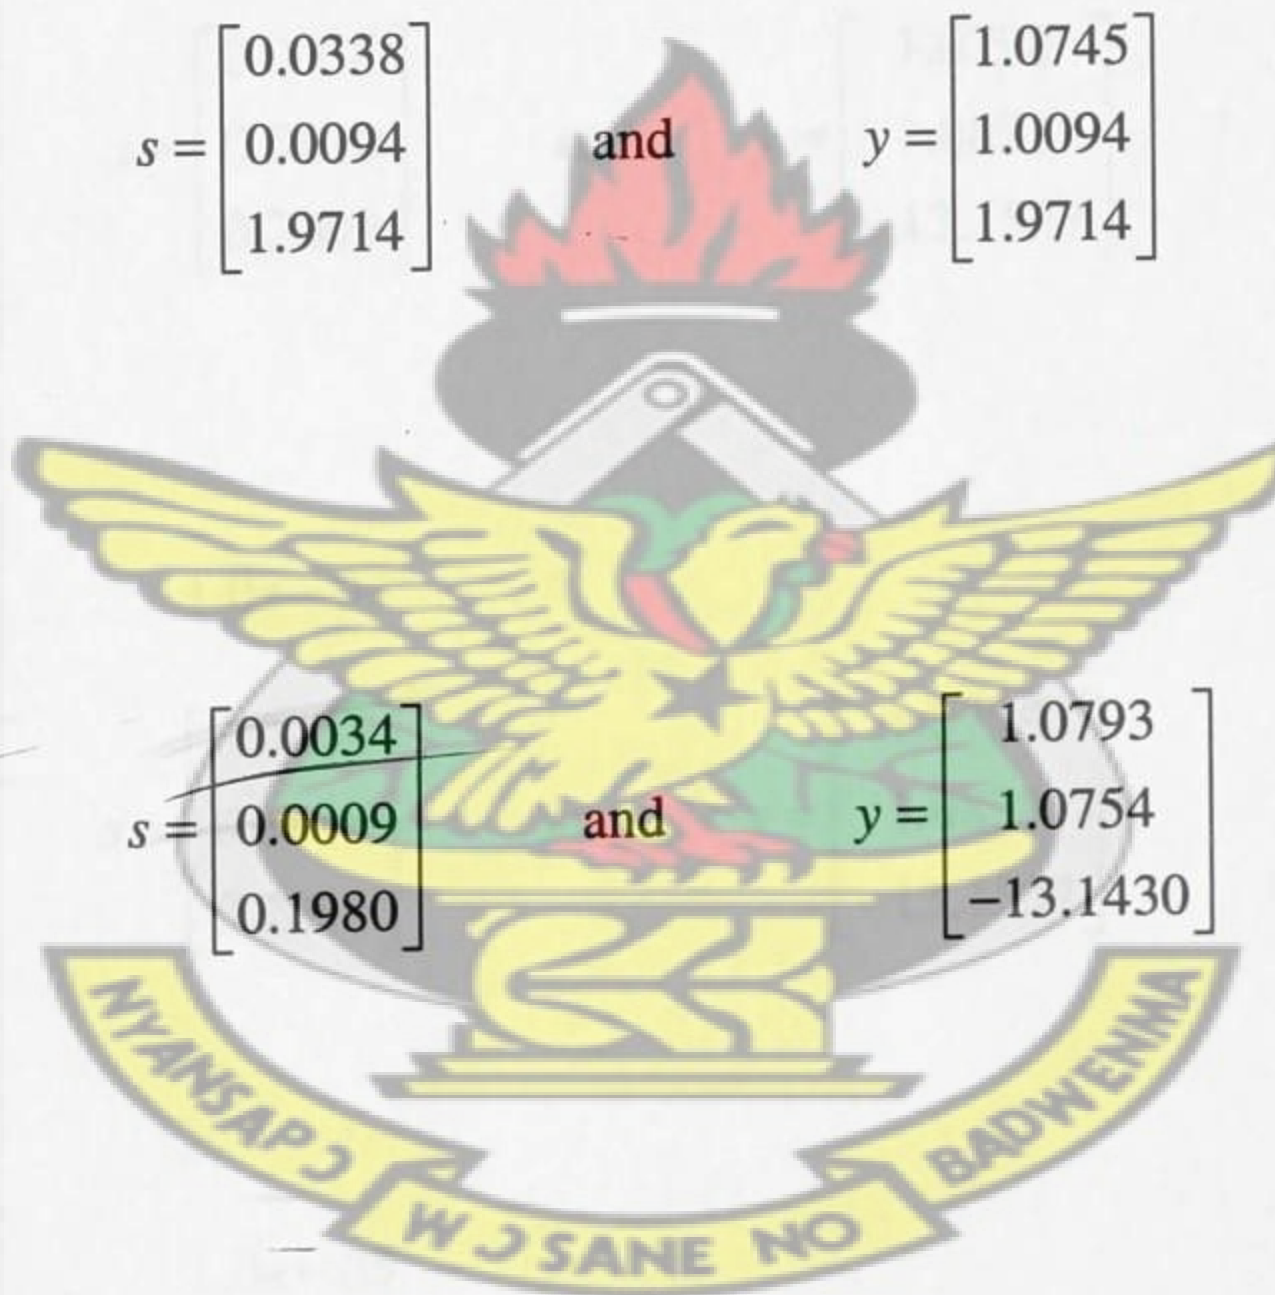 s = [0.0338 0.0094 1.9714] and y = [1.0745 1.0094 1.9714]
s = [0.0034 0.0009 0.1980] and y = [1.0793 1.0754 −13.1430]
NYANSAPƆ WƆSANE NO BADWENMA